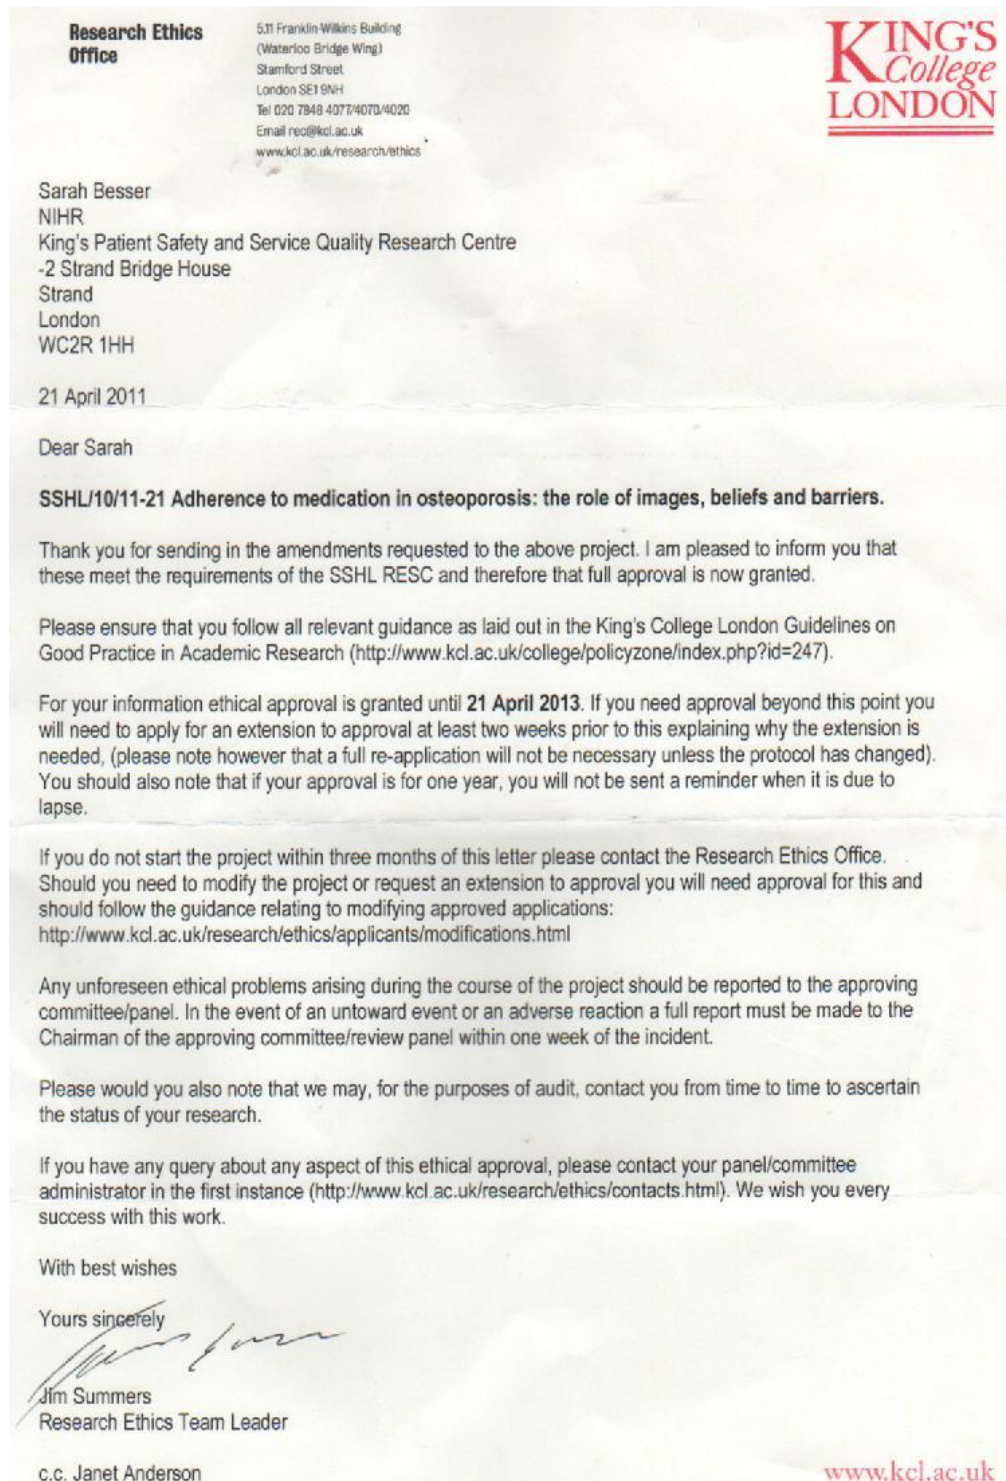 Research Ethics
Office
5.11 Franklin-Wilkins Building
(Waterloo Bridge Wing)
Stamford Street
London SE1 9NH
Tel 020 7848 4077/4070/4020
Email rec@kcl.ac.uk
www.kcl.ac.uk/research/ethics
KING'S
College
LONDON
Sarah Besser
NIHR
King's Patient Safety and Service Quality Research Centre
-2 Strand Bridge House
Strand
London
WC2R 1HH
21 April 2011
Dear Sarah
SSHL/10/11-21 Adherence to medication in osteoporosis: the role of images, beliefs and barriers.
Thank you for sending in the amendments requested to the above project. I am pleased to inform you that
these meet the requirements of the SSHL RESC and therefore that full approval is now granted.
Please ensure that you follow all relevant guidance as laid out in the King's College London Guidelines on
Good Practice in Academic Research (http://www.kcl.ac.uk/college/policyzone/index.php?id=247).
For your information ethical approval is granted until 21 April 2013. If you need approval beyond this point you
will need to apply for an extension to approval at least two weeks prior to this explaining why the extension is
needed, (please note however that a full re-application will not be necessary unless the protocol has changed).
You should also note that if your approval is for one year, you will not be sent a reminder when it is due to
lapse.
If you do not start the project within three months of this letter please contact the Research Ethics Office.
Should you need to modify the project or request an extension to approval you will need approval for this and
should follow the guidance relating to modifying approved applications:
http://www.kcl.ac.uk/research/ethics/applicants/modifications.html
Any unforeseen ethical problems arising during the course of the project should be reported to the approving
committee/panel. In the event of an untoward event or an adverse reaction a full report must be made to the
Chairman of the approving committee/review panel within one week of the incident.
Please would you also note that we may, for the purposes of audit, contact you from time to time to ascertain
the status of your research.
If you have any query about any aspect of this ethical approval, please contact your panel/committee
administrator in the first instance (http://www.kcl.ac.uk/research/ethics/contacts.html). We wish you every
success with this work.
With best wishes
Yours sincerely
Jim Summers
Research Ethics Team Leader
c.c. Janet Anderson
www.kcl.ac.uk